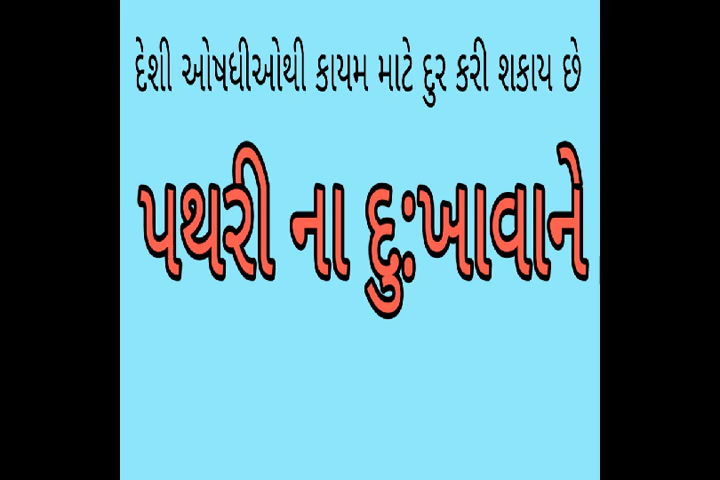 દેશી ઓષધીઓથી કાયમ માટે દુર કરી શકાય છે
પથરી ના દુઃખાવાને